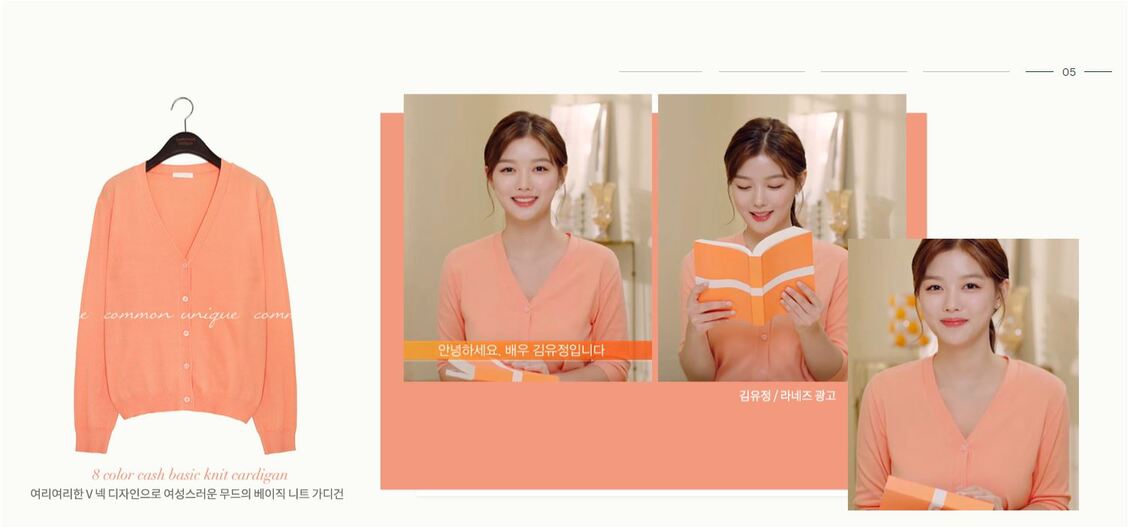 05
e common unique comm
8 color cash basic knit cardigan
여리여리한 V 넥 디자인으로 여성스러운 무드의 베이직 니트 가디건
안녕하세요. 배우 김유정입니다
김유정 / 라네즈 광고